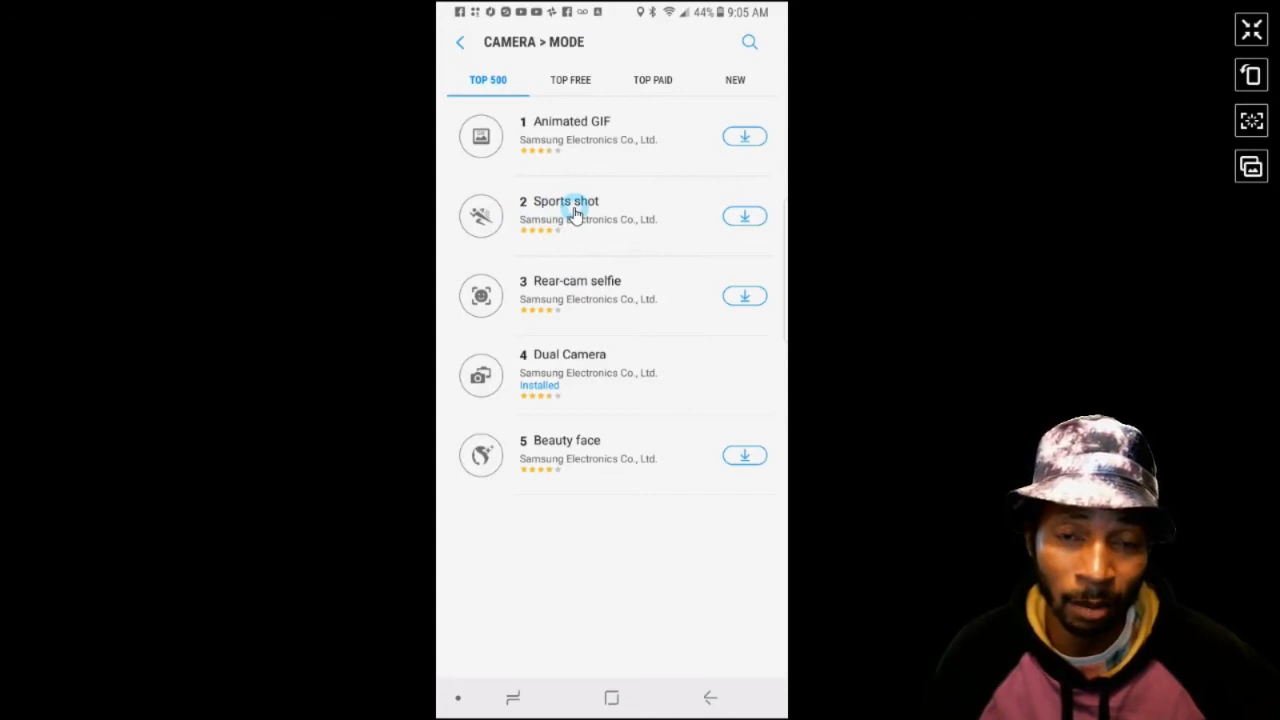 44% 9:05 AM
CAMERA > MODE
TOP 500 TOP FREE TOP PAID NEW
1 Animated GIF
Samsung Electronics Co., Ltd.
2 Sports shot
Samsung Electronics Co., Ltd.
3 Rear-cam selfie
Samsung Electronics Co., Ltd.
4 Dual Camera
Samsung Electronics Co., Ltd.
Installed
5 Beauty face
Samsung Electronics Co., Ltd.